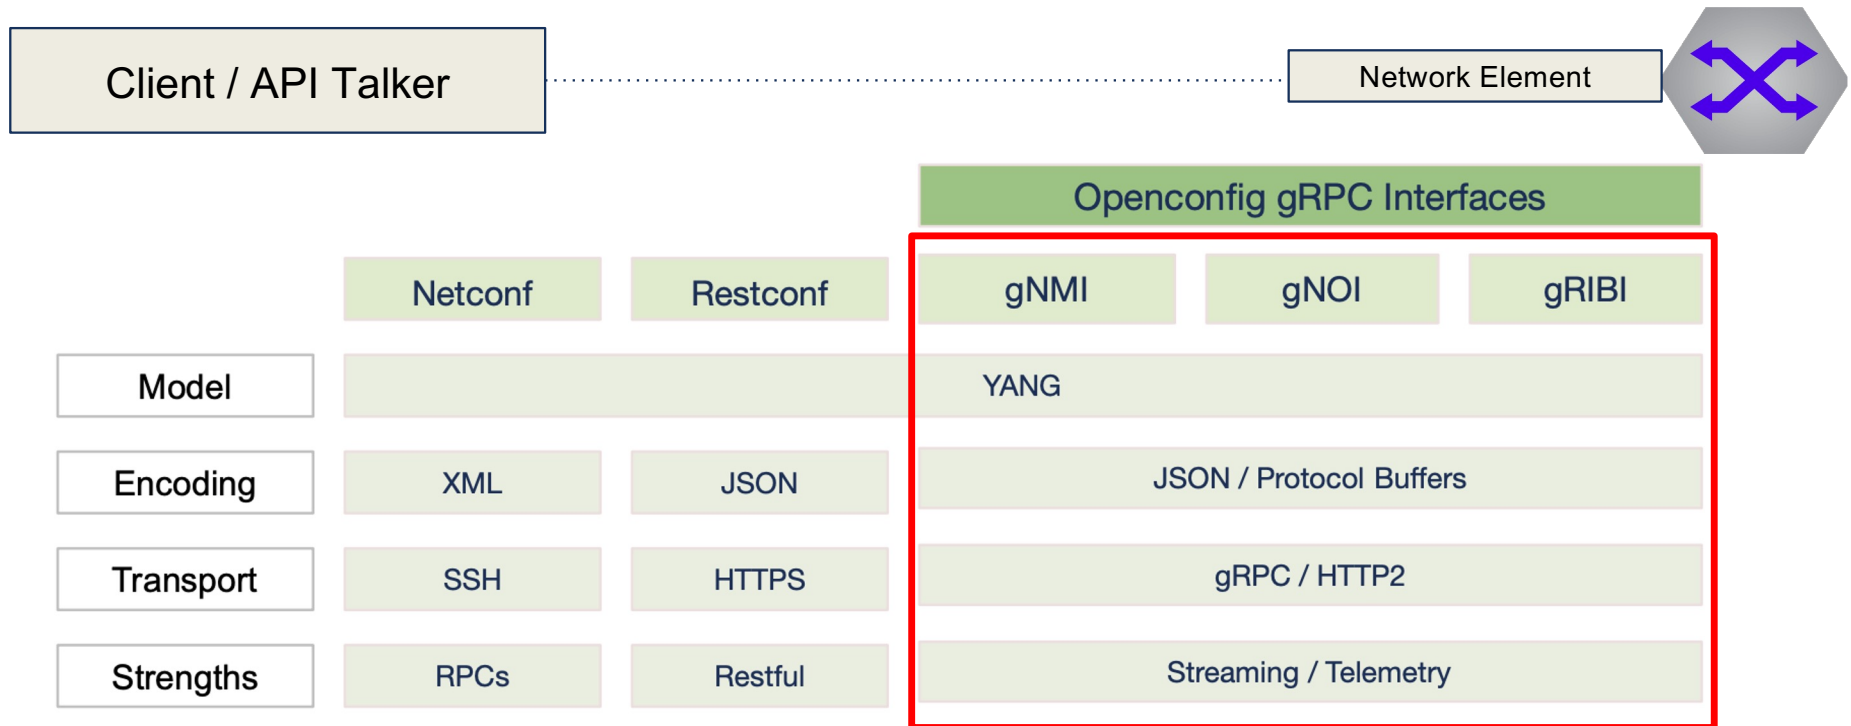 Client / API Talker
Network Element
Openconfig gRPC Interfaces
Netconf
Restconf
gNMI
gNOI
gRIBI
Model
YANG
Encoding
XML
JSON
JSON / Protocol Buffers
Transport
SSH
HTTPS
gRPC / HTTP2
Strengths
RPCs
Restful
Streaming / Telemetry